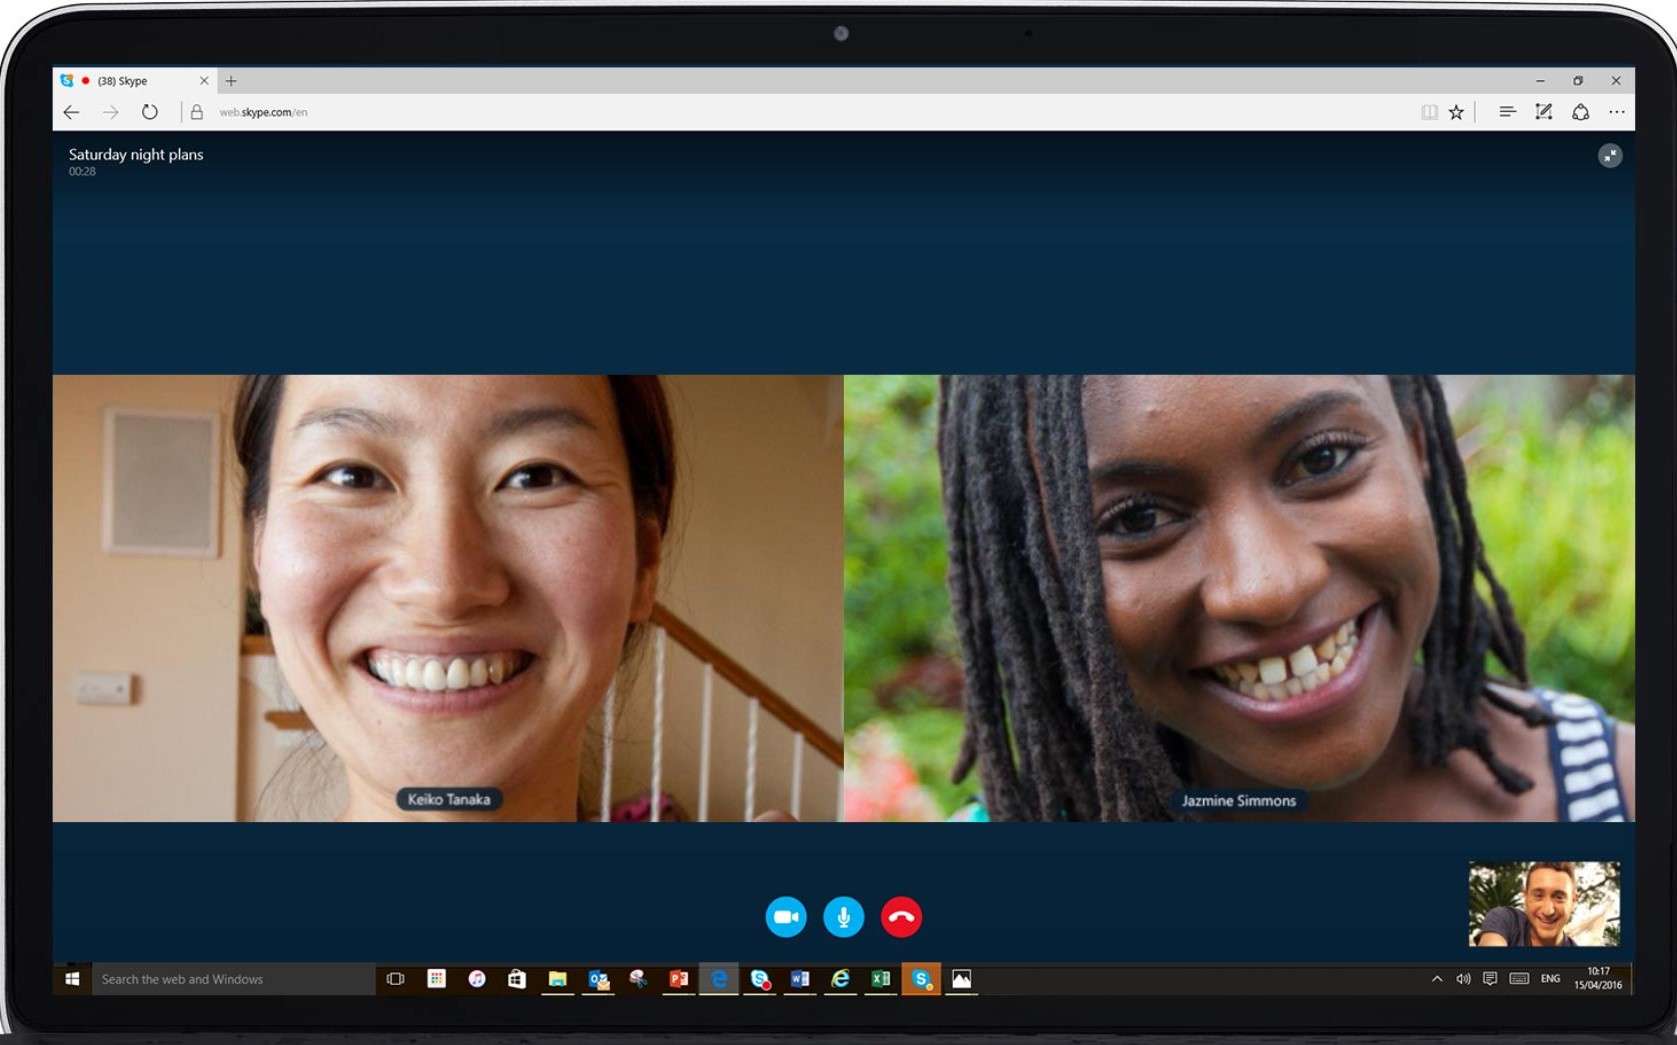 (38) Skype
web.skype.com/en
Saturday night plans
00:28
Keiko Tanaka
Jazmine Simmons
Search the web and Windows
ENG
10:17
15/04/2016